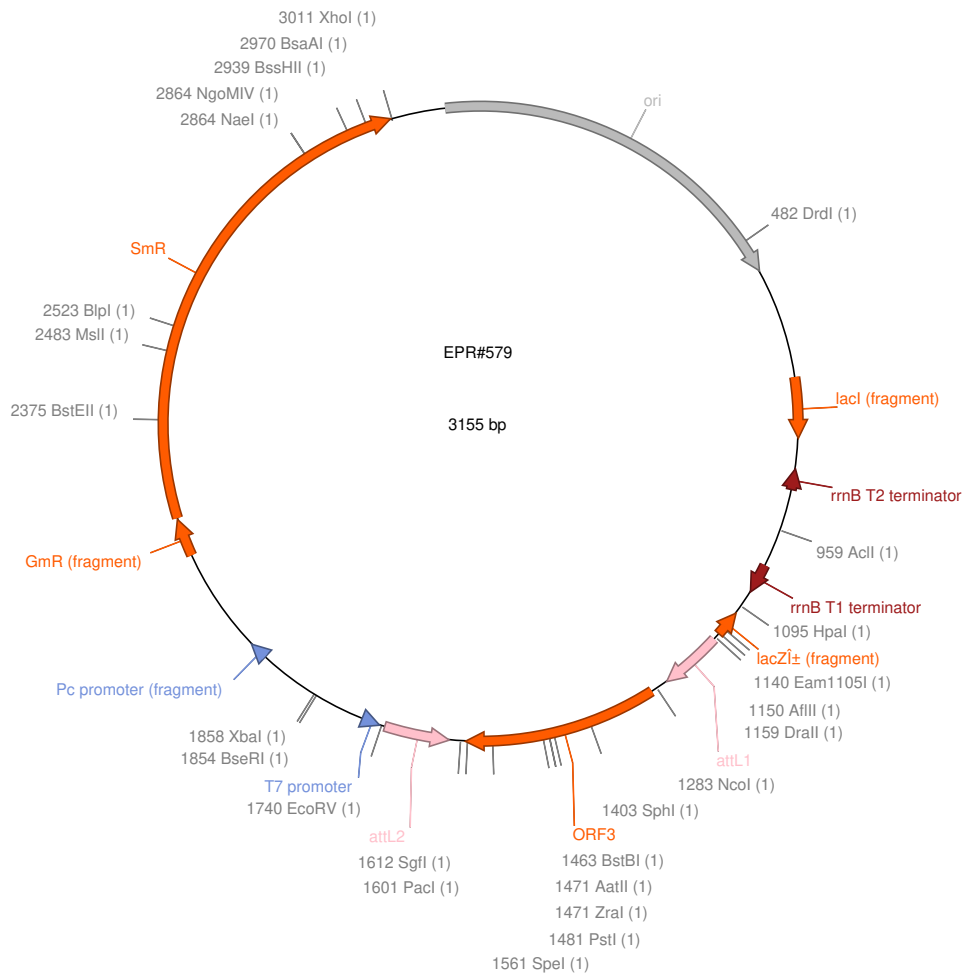 3011 XhoI (1)
2970 BsaAI (1)
2939 BssHII (1)
2864 NgoMIV (1)
2864 NaeI (1)
ori
482 DrdI (1)
SmR
2523 BlpI (1)
2483 MslI (1)
EPR#579
2375 BstEII (1)
lacI (fragment)
3155 bp
rrnB T2 terminator
959 AclI (1)
GmR (fragment)
rrnB T1 terminator
1095 HpaI (1)
lacZÎ± (fragment)
1140 Eam1105I (1)
Pc promoter (fragment)
1150 AflII (1)
1159 DraII (1)
1858 XbaI (1)
1854 BseRI (1)
attL1
T7 promoter
1283 NcoI (1)
1740 EcoRV (1)
1403 SphI (1)
attL2
ORF3
1612 SgfI (1)
1463 BstBI (1)
1601 PacI (1)
1471 AatII (1)
1471 ZraI (1)
1481 PstI (1)
1561 SpeI (1)